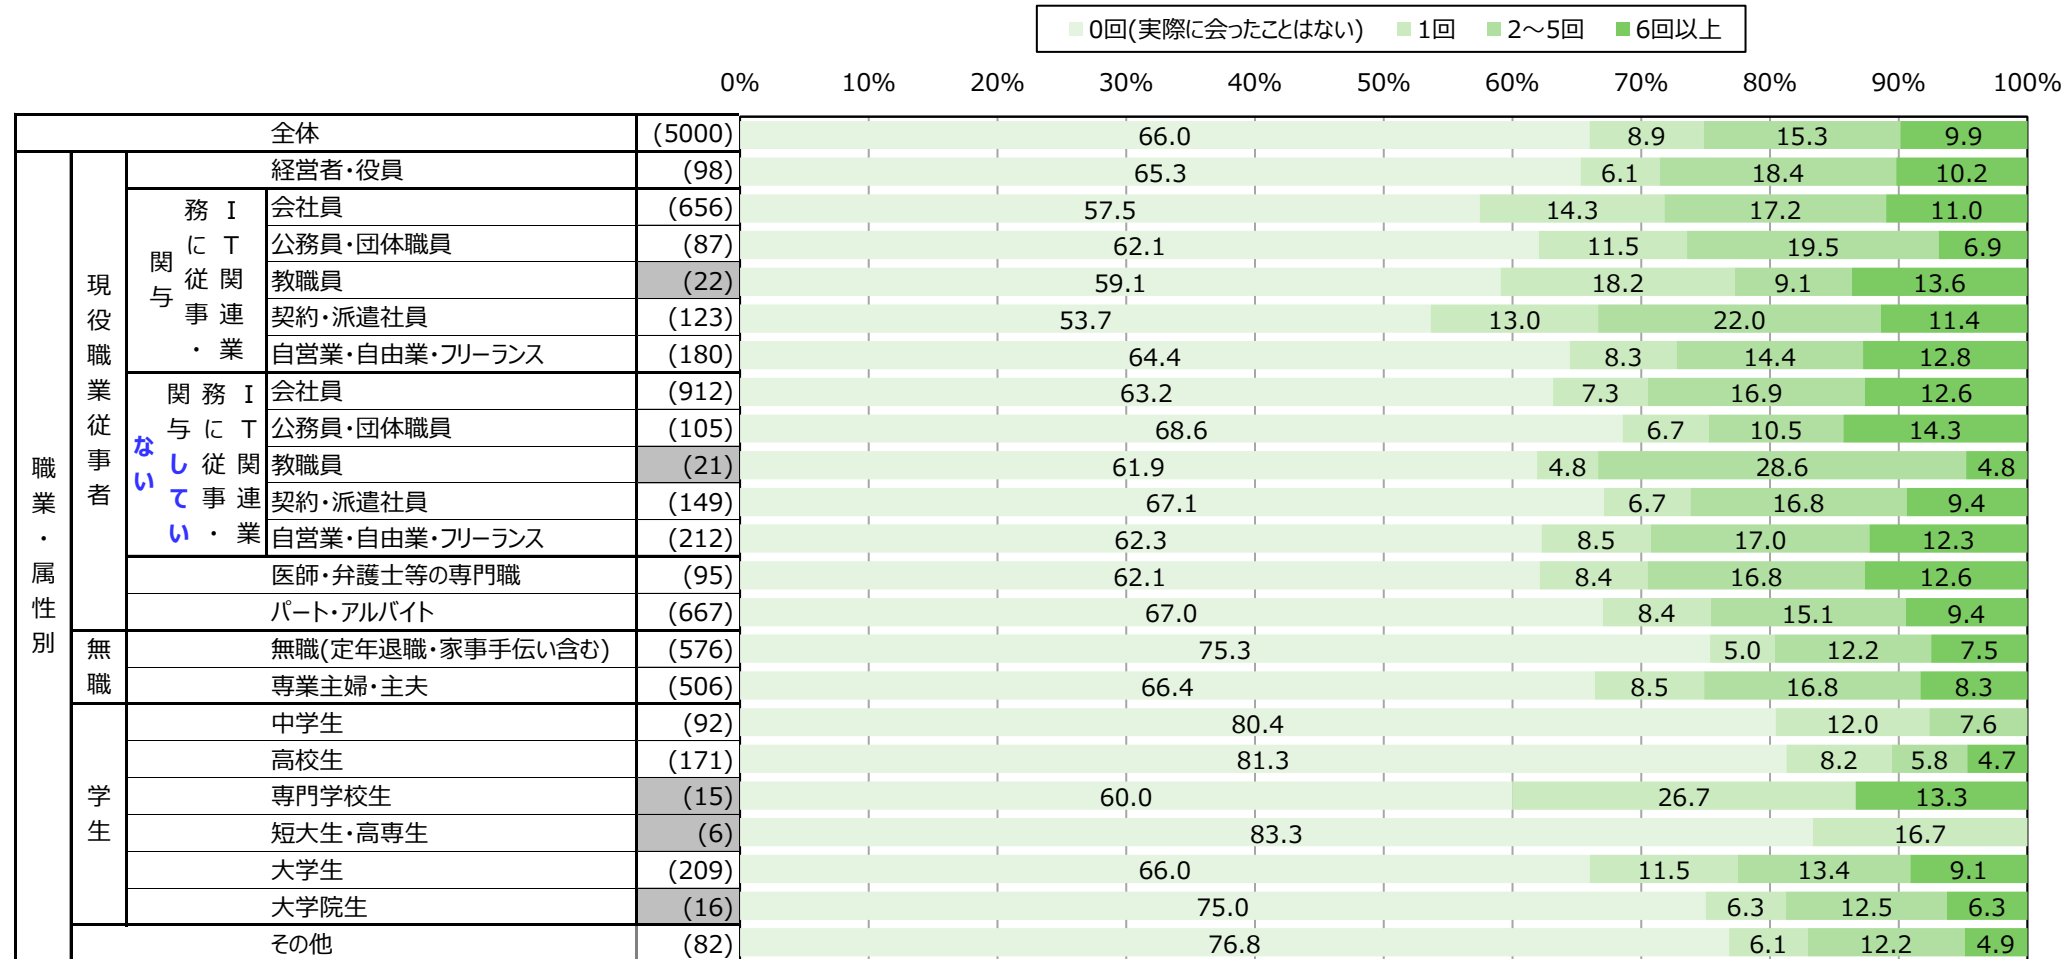 0回(実際に会ったことはない) 1回 2～5回 6回以上
0% 10% 20% 30% 40% 50% 60% 70% 80% 90% 100%
職業・属性別
現役職業従事者
IT関連業務に従事・関与
IT関連業務に従事・関与していない
無職
学生
全体 (5000) 66.0 8.9 15.3 9.9
経営者・役員 (98) 65.3 6.1 18.4 10.2
会社員 (656) 57.5 14.3 17.2 11.0
公務員・団体職員 (87) 62.1 11.5 19.5 6.9
教職員 (22) 59.1 18.2 9.1 13.6
契約・派遣社員 (123) 53.7 13.0 22.0 11.4
自営業・自由業・フリーランス (180) 64.4 8.3 14.4 12.8
会社員 (912) 63.2 7.3 16.9 12.6
公務員・団体職員 (105) 68.6 6.7 10.5 14.3
教職員 (21) 61.9 4.8 28.6 4.8
契約・派遣社員 (149) 67.1 6.7 16.8 9.4
自営業・自由業・フリーランス (212) 62.3 8.5 17.0 12.3
医師・弁護士等の専門職 (95) 62.1 8.4 16.8 12.6
パート・アルバイト (667) 67.0 8.4 15.1 9.4
無職(定年退職・家事手伝い含む) (576) 75.3 5.0 12.2 7.5
専業主婦・主夫 (506) 66.4 8.5 16.8 8.3
中学生 (92) 80.4 12.0 7.6
高校生 (171) 81.3 8.2 5.8 4.7
専門学校生 (15) 60.0 26.7 13.3
短大生・高専生 (6) 83.3 16.7
大学生 (209) 66.0 11.5 13.4 9.1
大学院生 (16) 75.0 6.3 12.5 6.3
その他 (82) 76.8 6.1 12.2 4.9